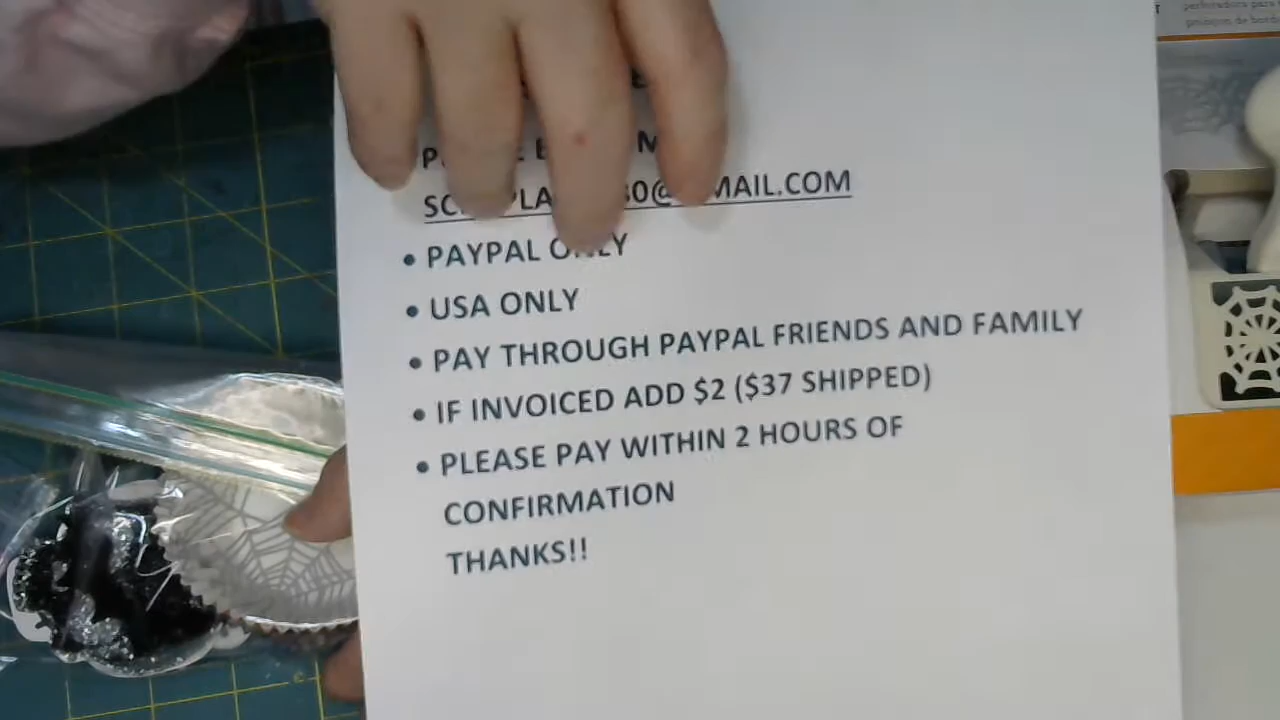 • PAYPAL ONLY
• USA ONLY
• PAY THROUGH PAYPAL FRIENDS AND FAMILY
• IF INVOICED ADD $2 ($37 SHIPPED)
• PLEASE PAY WITHIN 2 HOURS OF
CONFIRMATION
THANKS!!